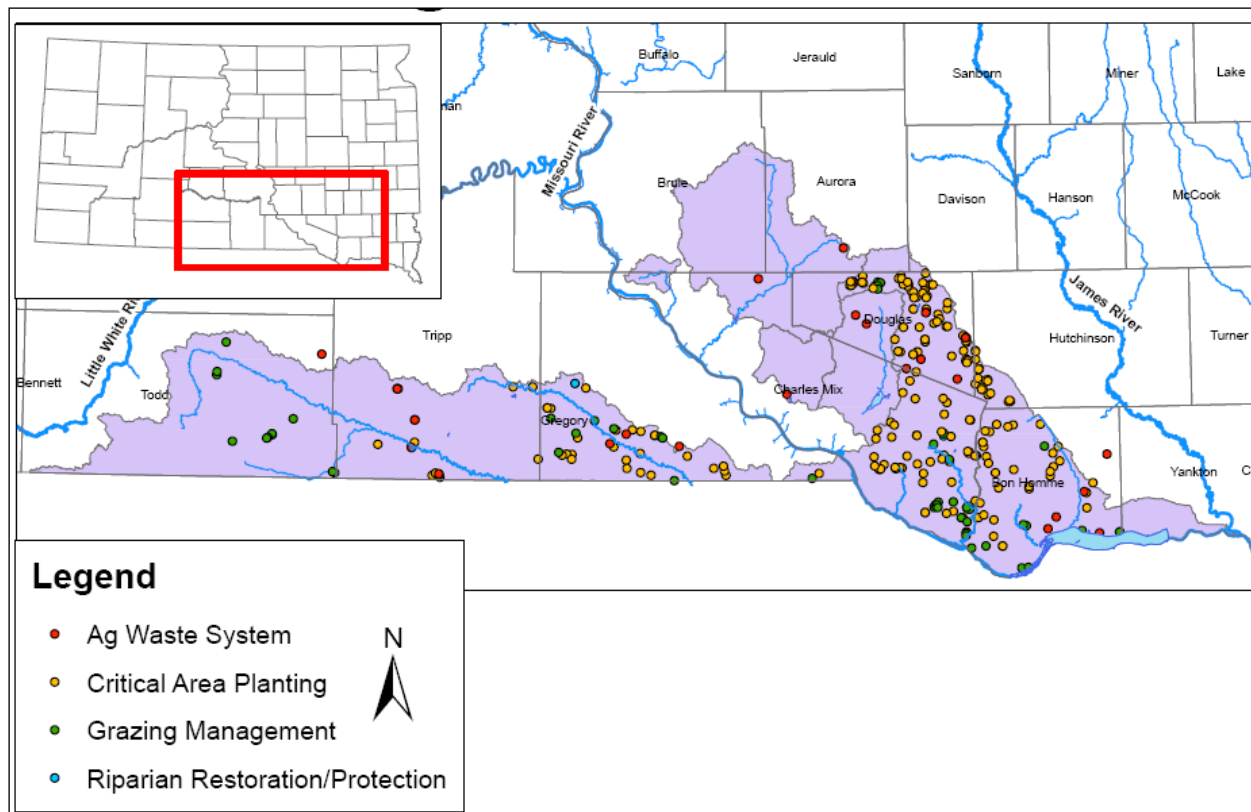 Buffalo
Jerauld
Sanborn
Miner
Lake
Missouri River
Brule
Aurora
Davison
Hanson
McCook
James River
Little White
Tripp
Douglas
Hutchinson
Turner
Bennett
Todd
Charles Mix
Gregory
Bon Homme
Yankton
Legend
Ag Waste System
Critical Area Planting
Grazing Management
Riparian Restoration/Protection
N